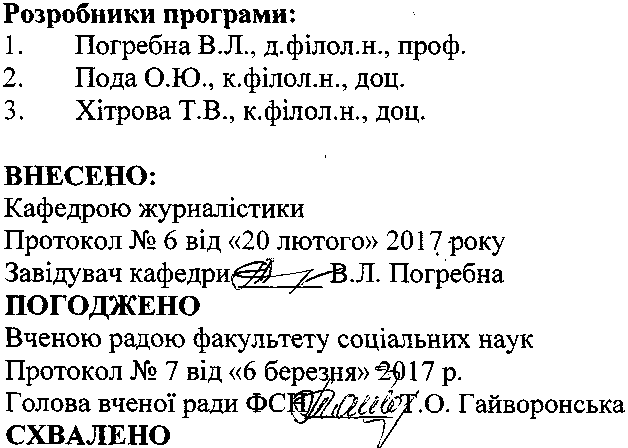 Розробники програми:
1. Погребна В.Л., д.філол.н., проф.
2. Пода О.Ю., к.філол.н., доц.
3. Хітрова Т.В., к.філол.н., доц.
ВНЕСЕНО:
Кафедрою журналістики
Протокол № 6 від «20 лютого» 2017 року
Завідувач кафедри В.Л. Погребна
ПОГОДЖЕНО
Вченою радою факультету соціальних наук
Протокол № 7 від «6 березня» 2017 р.
Голова вченої ради ФСН Т.О. Гайворонська
СХВАЛЕНО